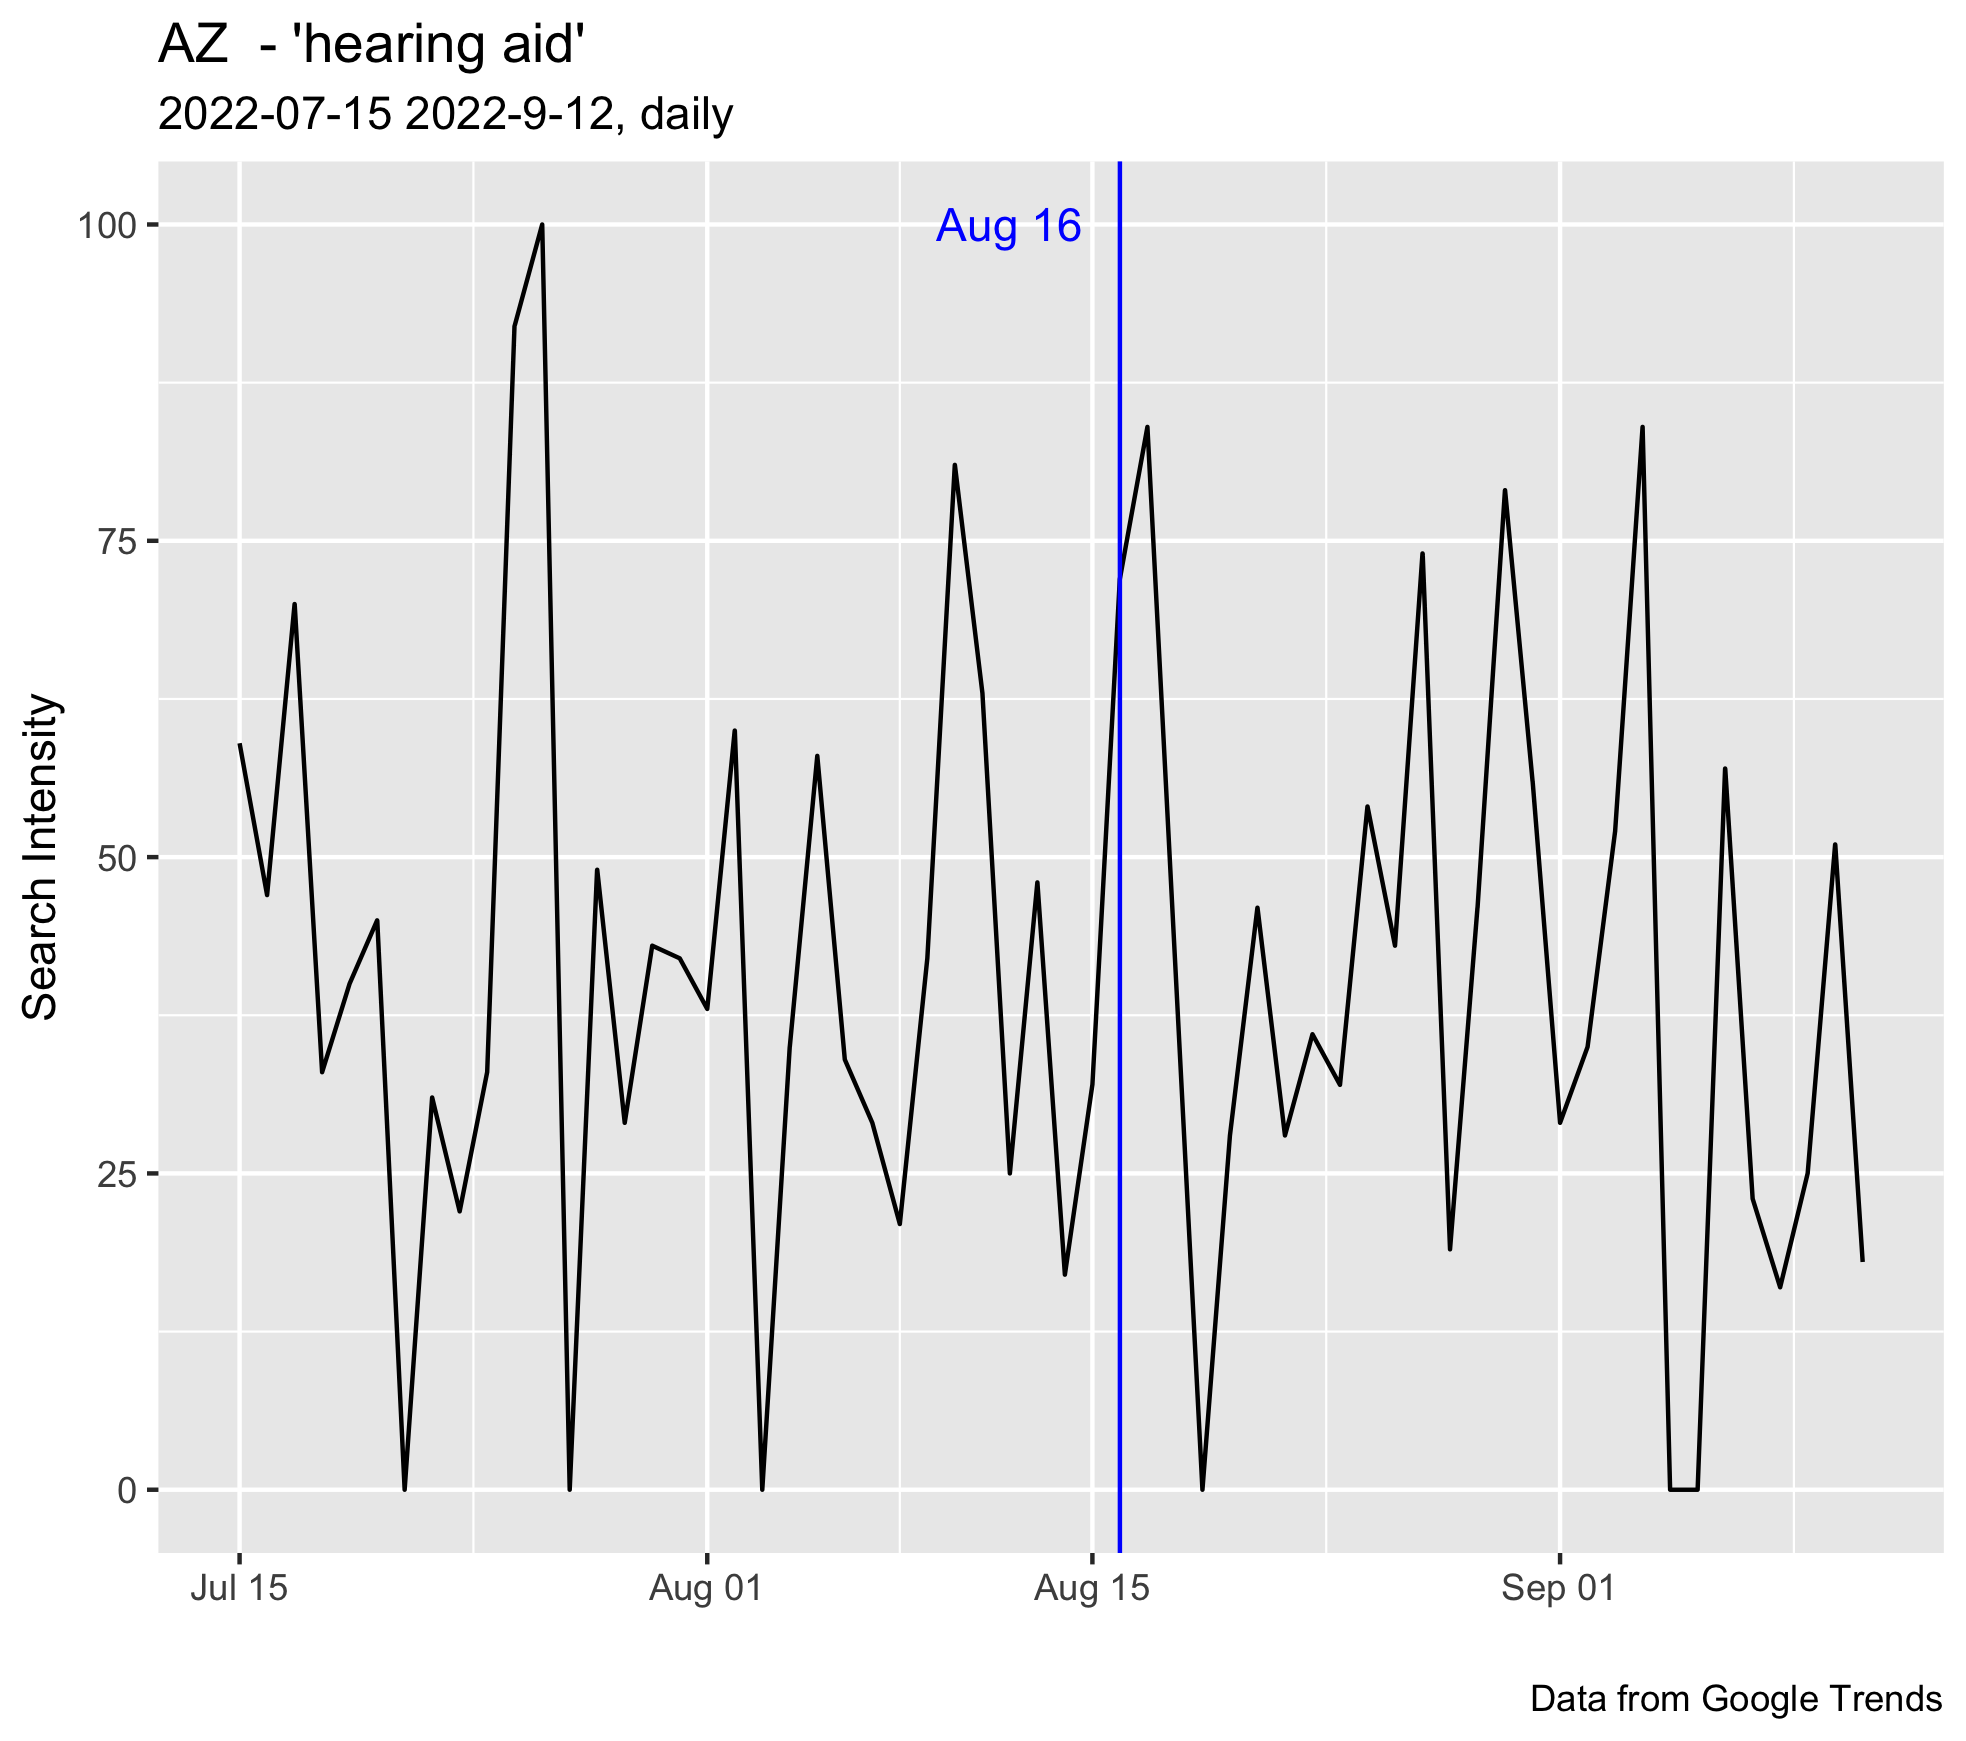 AZ  - 'hearing aid'
2022-07-15 2022-9-12, daily
Aug 16
100
75
50
25
0
Search Intensity
Jul 15
Aug 01
Aug 15
Sep 01
Data from Google Trends